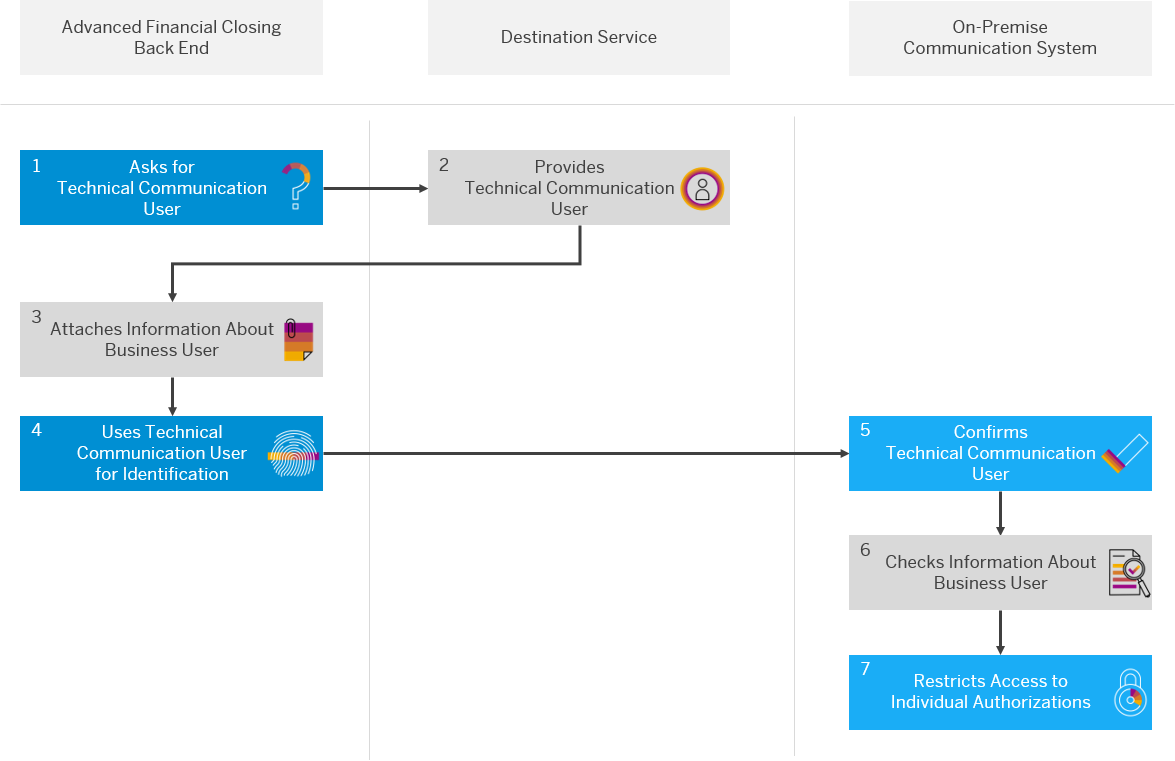 Advanced Financial Closing
Back End
Destination Service
On-Premise
Communication System
1
Asks for
Technical Communication
User
2
Provides
Technical Communication
User
3
Attaches Information About
Business User
4
Uses Technical
Communication User
for Identification
5
Confirms
Technical Communication
User
6
Checks Information About
Business User
7
Restricts Access to
Individual Authorizations